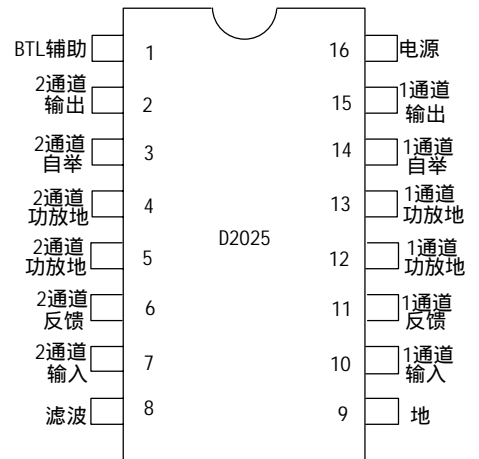 BTL辅助
1
16
电源
2通道
输出
2
15
1通道
输出
2通道
自举
3
14
1通道
自举
2通道
功放地
4
13
1通道
功放地
D2025
2通道
功放地
5
12
1通道
功放地
2通道
反馈
6
11
1通道
反馈
2通道
输入
7
10
1通道
输入
滤波
8
9
地